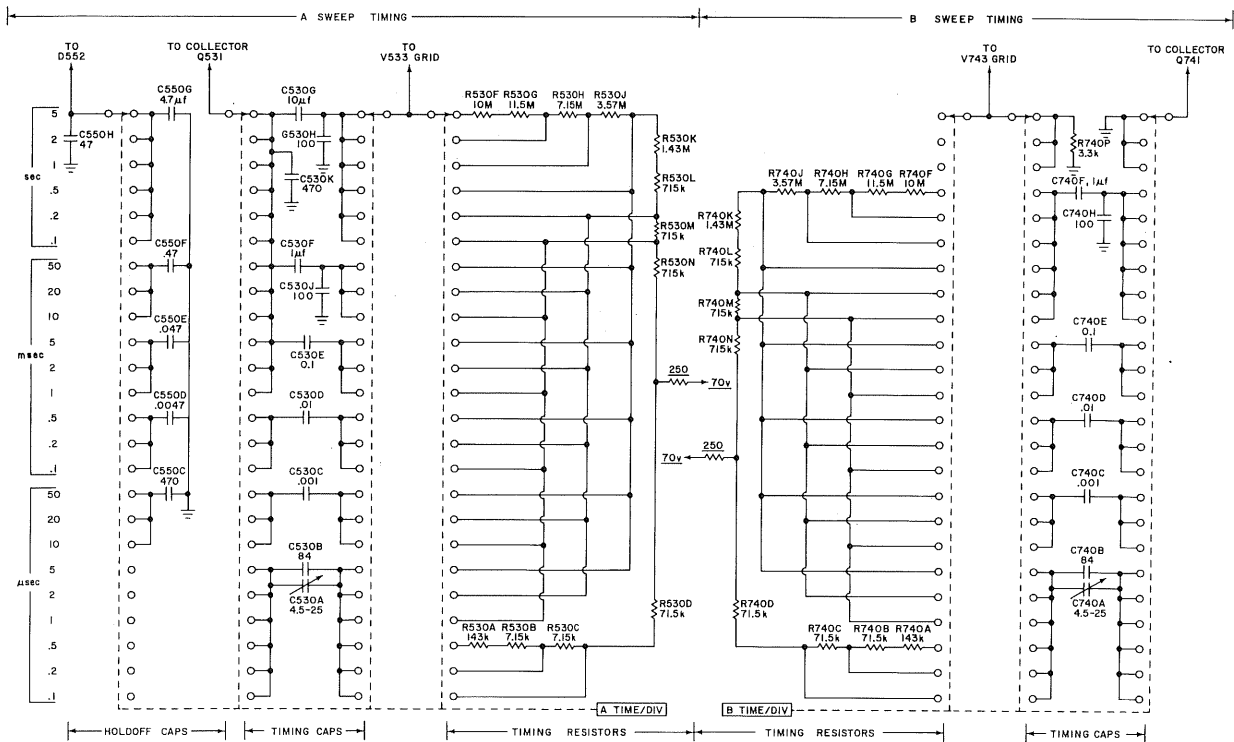 A SWEEP TIMING
B SWEEP TIMING
TO
D552
TO COLLECTOR
Q531
TO
V533 GRID
TO
V743 GRID
TO COLLECTOR
Q741
C550G
4.7μf
C550H
47
C550F
.47
C550E
.047
C550D
.0047
C550C
470
C530G
10μf
G530H
100
C530K
470
C530F
1μf
C530J
100
C530E
0.1
C530D
.01
C530C
.001
C530B
84
C530A
4.5-25
R530F
10M
R530G
11.5M
R530H
7.15M
R530J
3.57M
R530K
1.43M
R530L
715k
R530M
715k
R530N
715k
250
70v
R530D
71.5k
R530A
143k
R530B
7.15k
R530C
7.15k
R740J
3.57M
R740H
7.15M
R740G
11.5M
R740F
10M
R740K
1.43M
R740L
715k
R740M
715k
R740N
715k
250
70v
R740D
71.5k
R740C
71.5k
R740B
71.5k
R740A
143k
R740P
3.3k
C740F, 1μf
C740H
100
C740E
0.1
C740D
.01
C740C
.001
C740B
84
C740A
4.5-25
sec
5
2
1
.5
.2
.1
msec
50
20
10
5
2
1
.5
.2
.1
μsec
50
20
10
5
2
1
.5
.2
.1
A TIME/DIV
B TIME/DIV
HOLDOFF CAPS
TIMING CAPS
TIMING RESISTORS
TIMING RESISTORS
TIMING CAPS